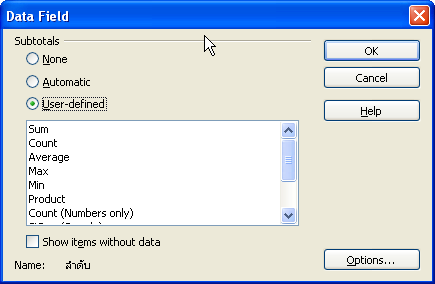 Data Field
Subtotals
None
Automatic
User-defined
Sum
Count
Average
Max
Min
Product
Count (Numbers only)
Show items without data
Name: ลำดับ
OK
Cancel
Help
Options...